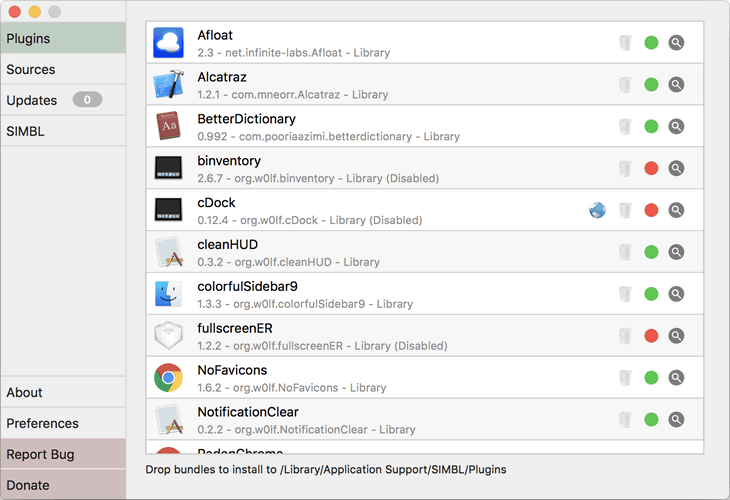 Plugins
Sources
Updates 0
SIMBL
About
Preferences
Report Bug
Donate
Afloat
2.3 - net.infinite-labs.Afloat - Library
Alcatraz
1.2.1 - com.mneorr.Alcatraz - Library
BetterDictionary
0.992 - com.pooriaazimi.betterdictionary - Library
binventory
2.6.7 - org.w0lf.binventory - Library (Disabled)
cDock
0.12.4 - org.w0lf.cDock - Library (Disabled)
cleanHUD
0.3.2 - org.w0lf.cleanHUD - Library
colorfulSidebar9
1.3.3 - org.w0lf.colorfulSidebar9 - Library
fullscreenER
1.2.2 - org.w0lf.fullscreenER - Library (Disabled)
NoFavicons
1.6.2 - org.w0lf.NoFavicons - Library
NotificationClear
0.2.2 - org.w0lf.NotificationClear - Library
Drop bundles to install to /Library/Application Support/SIMBL/Plugins